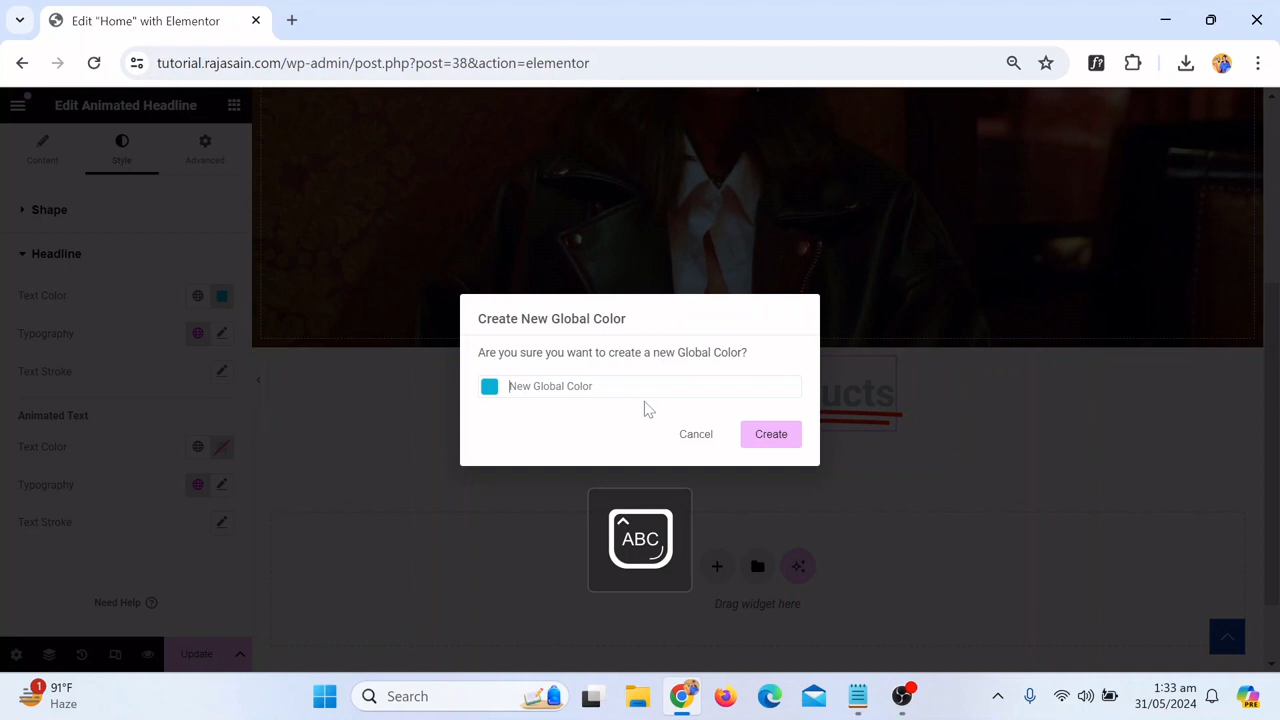 Edit "Home" with Elementor
tutorial.rajasain.com/wp-admin/post.php?post=38&action=elementor
Edit Animated Headline
Content
Style
Advanced
Shape
Headline
Text Color
Typography
Text Stroke
Animated Text
Text Color
Typography
Text Stroke
Need Help ?
Update
Create New Global Color
Are you sure you want to create a new Global Color?
New Global Color
Cancel
Create
ABC
Drag widget here
1
91°F
Haze
Search
PRE
1:33 am
31/05/2024